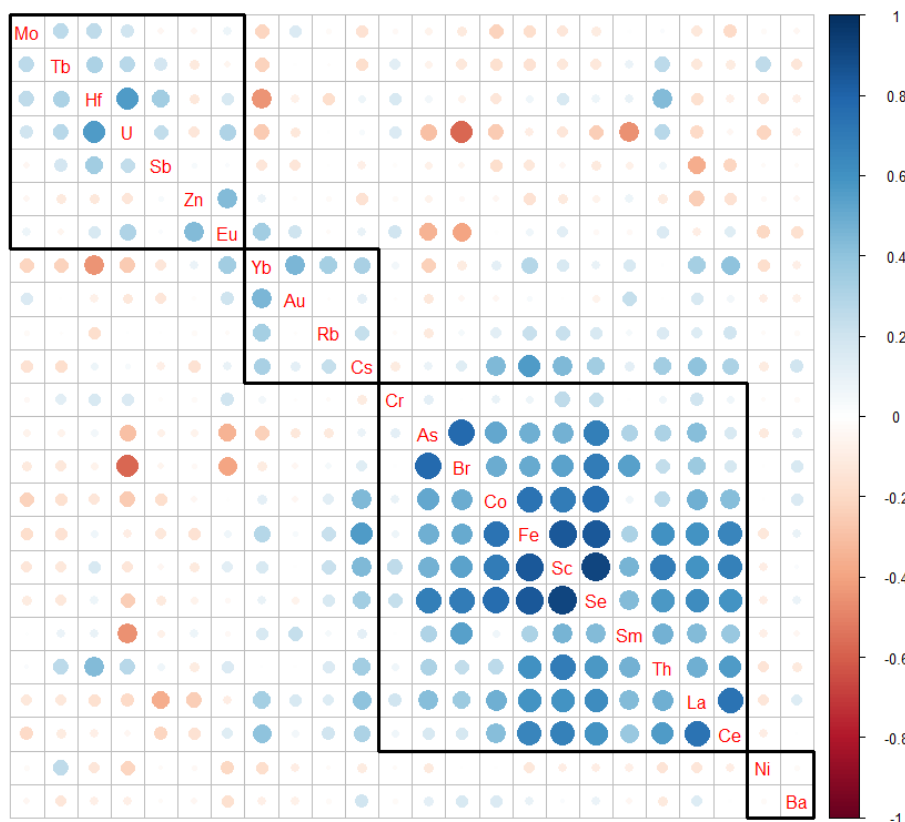 Mo
Tb
Hf
U
Sb
Zn
Eu
Yb
Au
Rb
Cs
Cr
As
Br
Co
Fe
Sc
Se
Sm
Th
La
Ce
Ni
Ba
1
0.8
0.6
0.4
0.2
0
-0.2
-0.4
-0.6
-0.8
-1